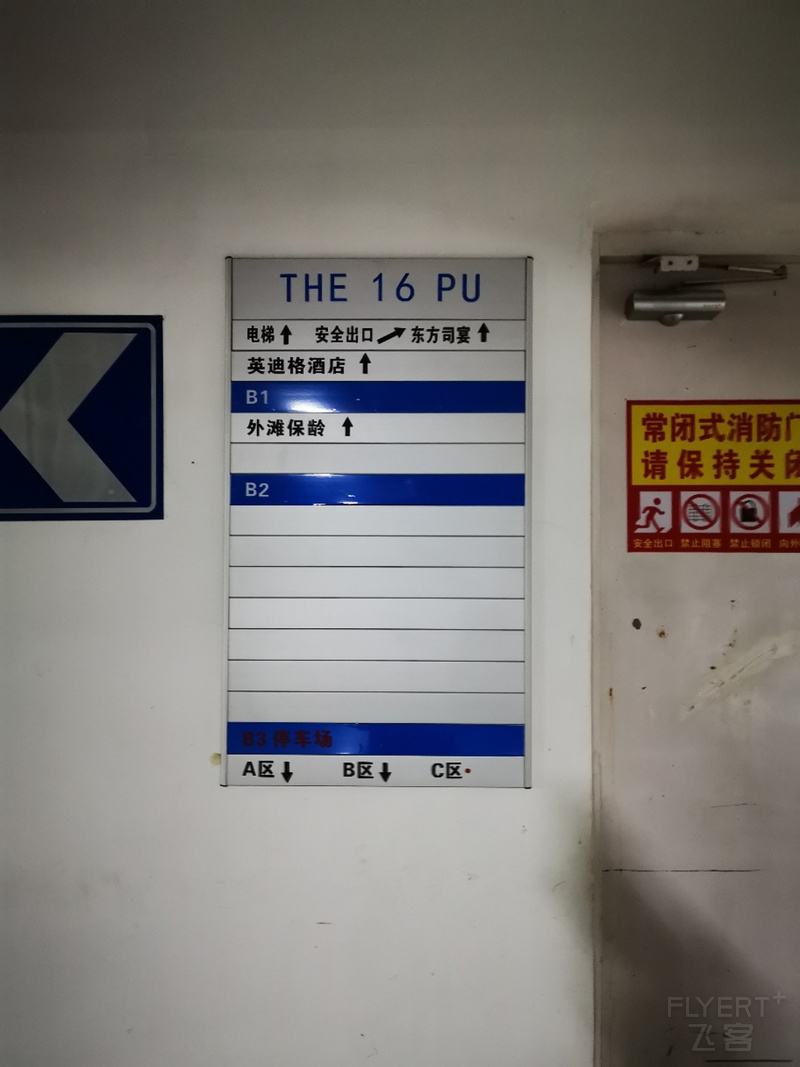 THE 16 PU
电梯↑ 安全出口↗ 东方司宴↑
英迪格酒店 ↑
B1
外滩保龄 ↑
B2
B3 停车场
A区↓ B区↓ C区•
常闭式消防门
请保持关闭
安全出口 禁止阻塞 禁止锁闭 向外
FLYERT+
飞客